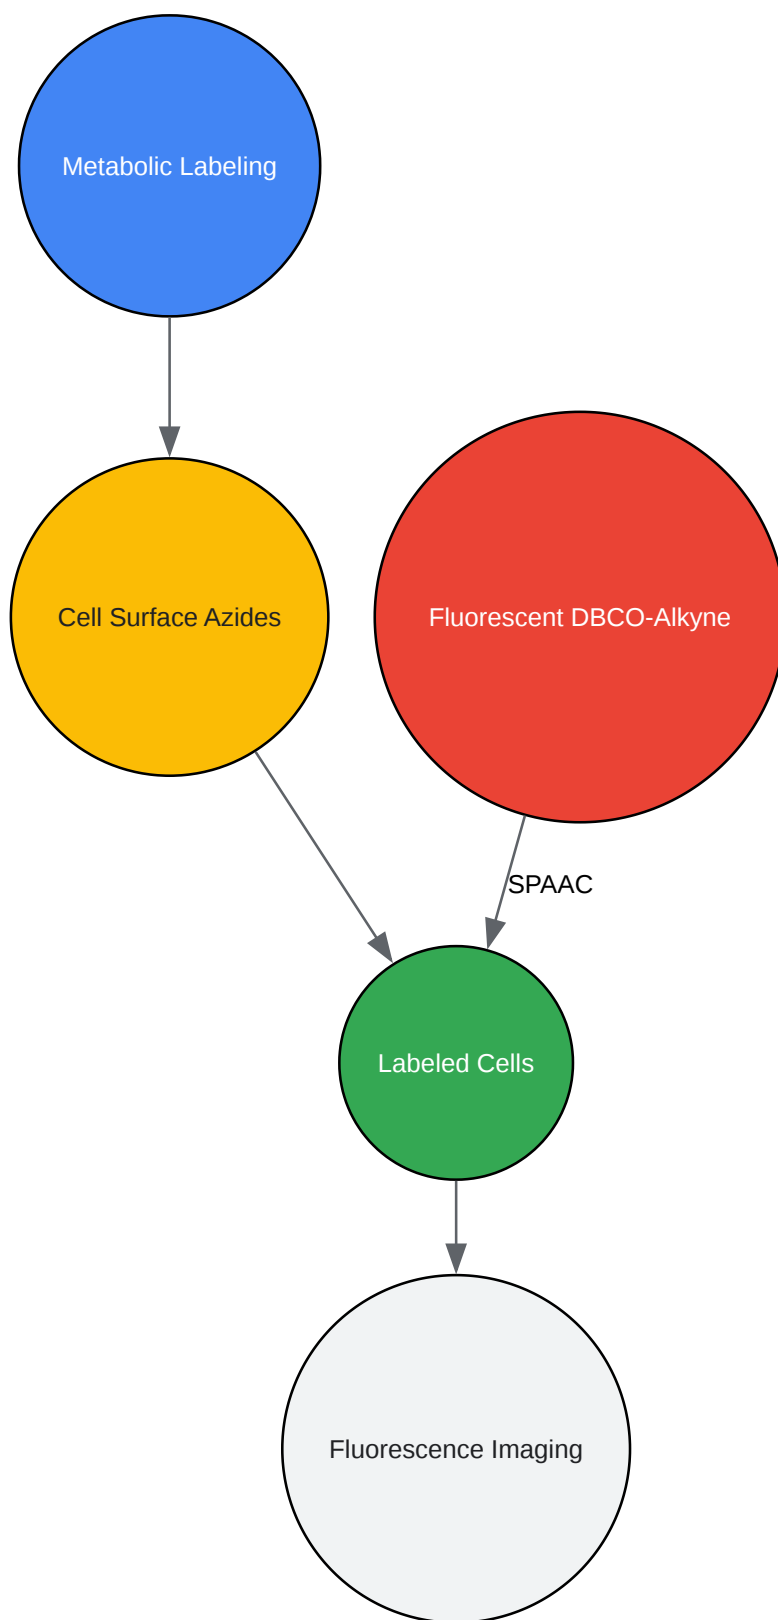 Metabolic Labeling
Cell Surface Azides
Fluorescent DBCO-Alkyne
SPAAC
Labeled Cells
Fluorescence Imaging